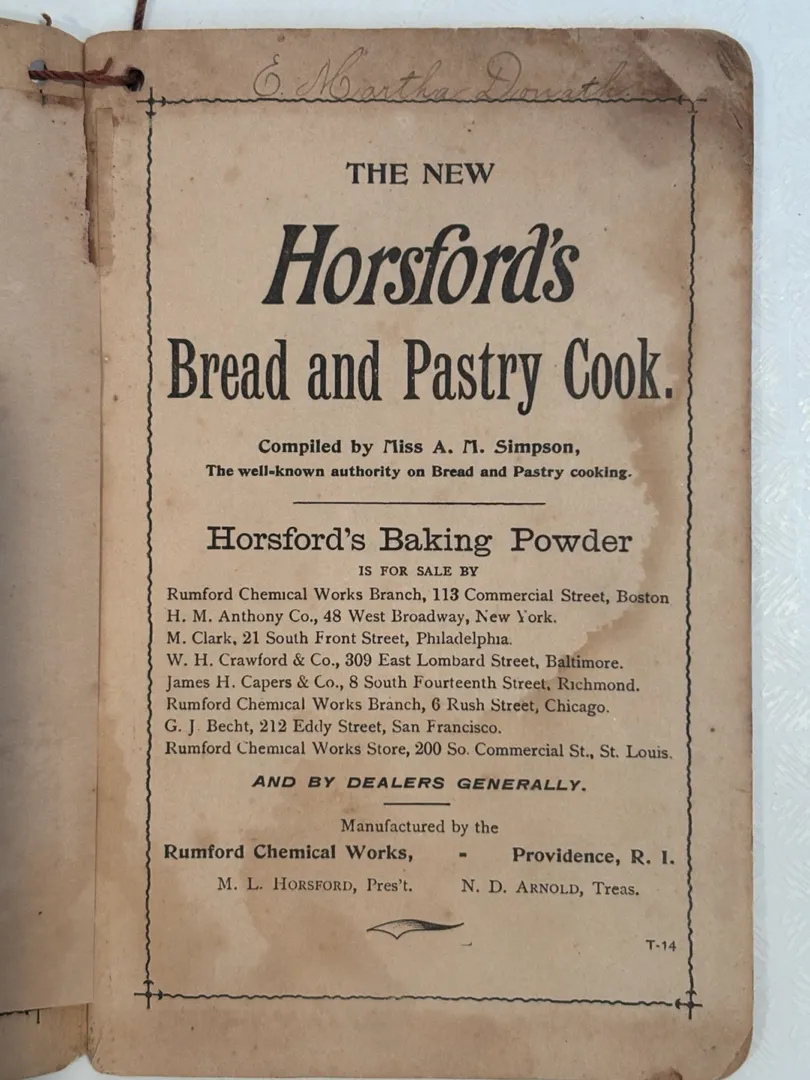 E. Martha Donath
THE NEW
Horsford's
Bread and Pastry Cook.
Compiled by Miss A. M. Simpson,
The well-known authority on Bread and Pastry cooking.
Horsford's Baking Powder
IS FOR SALE BY
Rumford Chemical Works Branch, 113 Commercial Street, Boston
H. M. Anthony Co., 48 West Broadway, New York.
M. Clark, 21 South Front Street, Philadelphia.
W. H. Crawford & Co., 309 East Lombard Street, Baltimore.
James H. Capers & Co., 8 South Fourteenth Street, Richmond.
Rumford Chemical Works Branch, 6 Rush Street, Chicago.
G. J. Becht, 212 Eddy Street, San Francisco.
Rumford Chemical Works Store, 200 So. Commercial St., St. Louis.
AND BY DEALERS GENERALLY.
Manufactured by the
Rumford Chemical Works, - Providence, R. I.
M. L. HORSFORD, Pres't. N. D. ARNOLD, Treas.
T-14